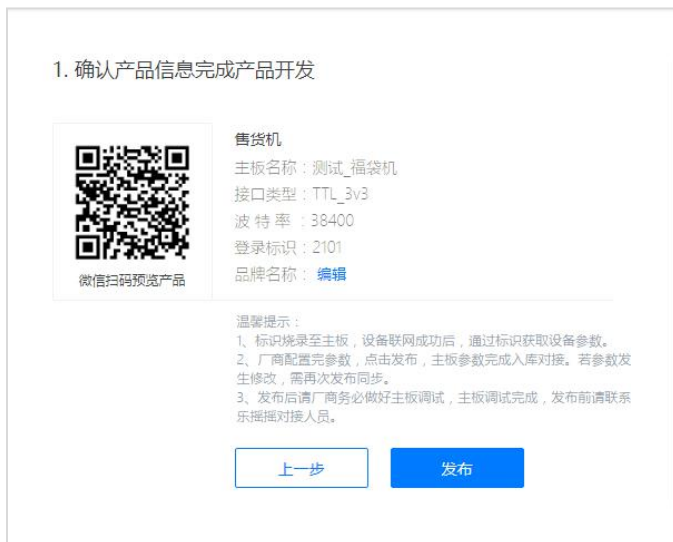 1. 确认产品信息完成产品开发
售货机
主板名称：测试_福袋机
接口类型：TTL_3v3
波 特 率 ：38400
登录标识：2101
品牌名称： 编辑
微信扫码预览产品
温馨提示：
1、标识烧录至主板，设备联网成功后，通过标识获取设备参数。
2、厂商配置完参数，点击发布，主板参数完成入库对接。若参数发
生修改，需再次发布同步。
3、发布后请厂商务必做好主板调试，主板调试完成，发布前请联系
乐摇摇对接人员。
上一步
发布